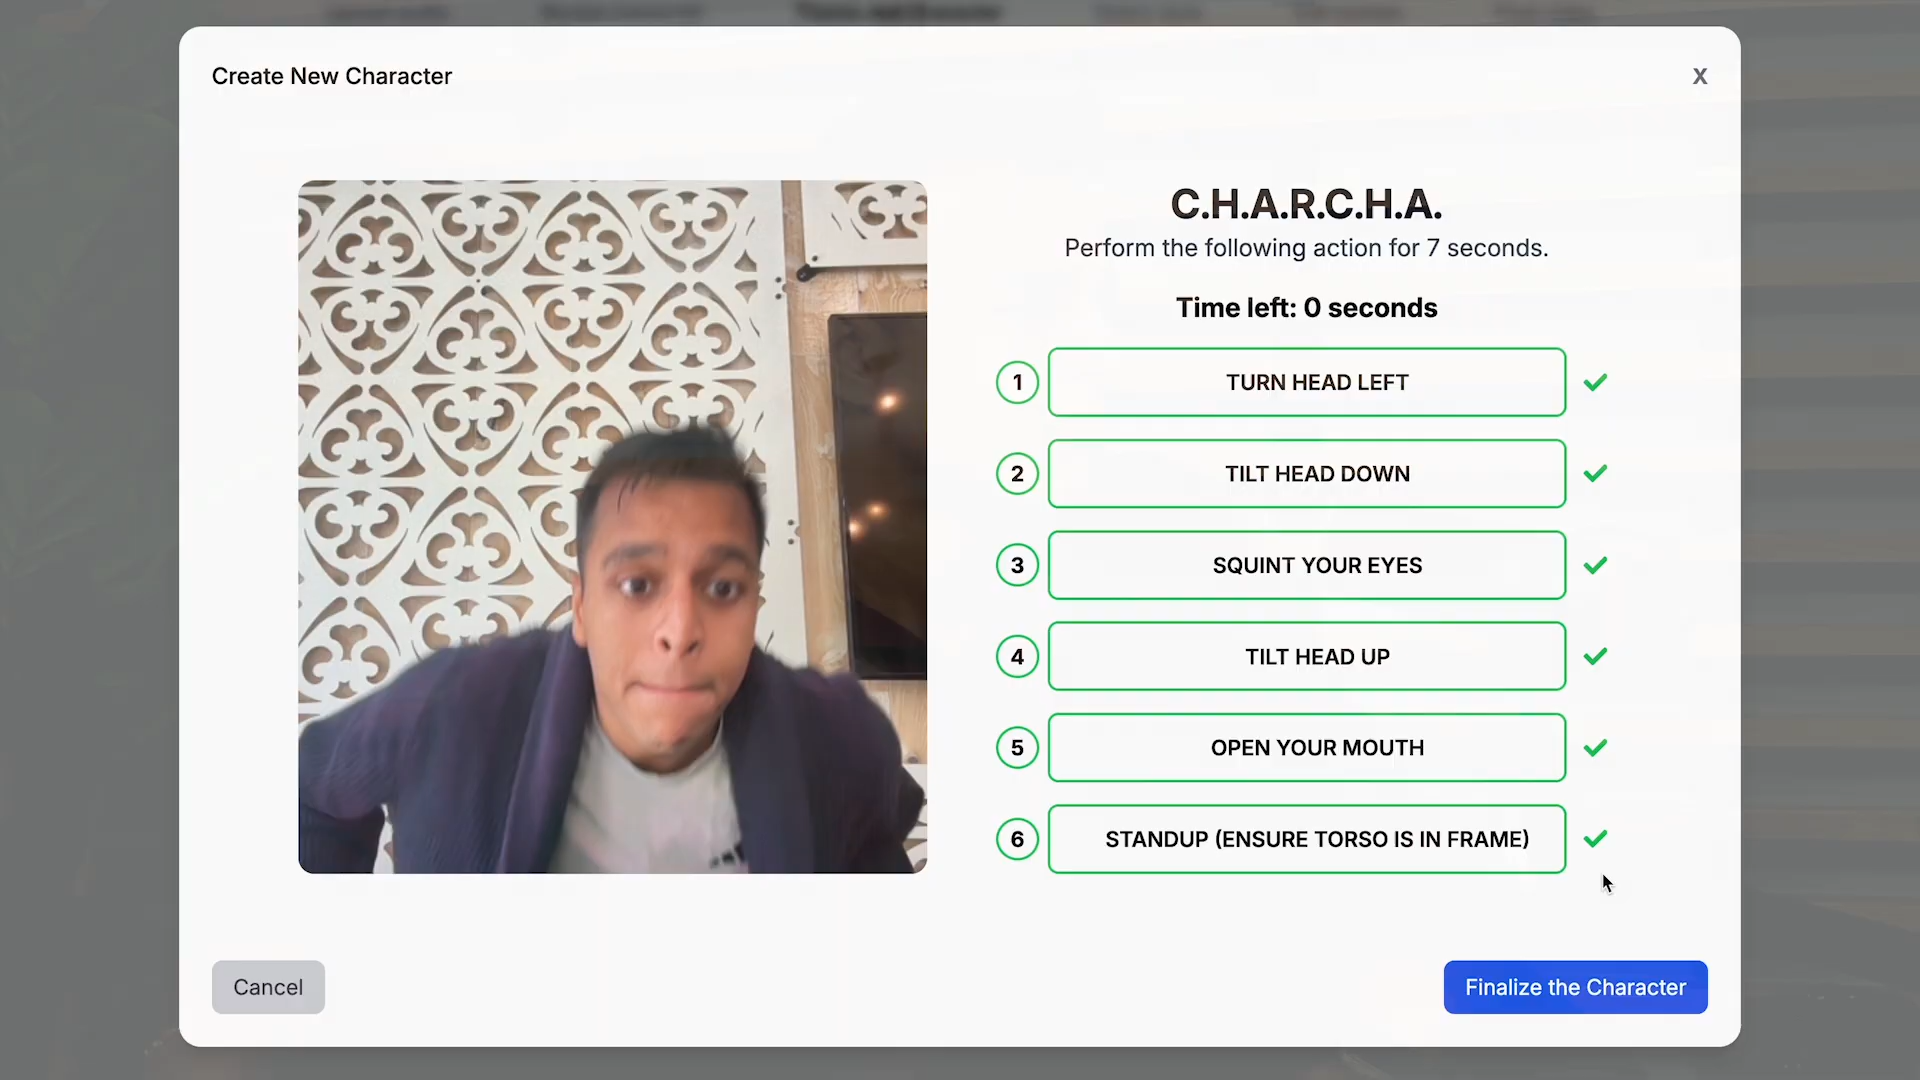 Create New Character
X
C.H.A.R.C.H.A.
Perform the following action for 7 seconds.
Time left: 0 seconds
1 TURN HEAD LEFT
2 TILT HEAD DOWN
3 SQUINT YOUR EYES
4 TILT HEAD UP
5 OPEN YOUR MOUTH
6 STANDUP (ENSURE TORSO IS IN FRAME)
Cancel
Finalize the Character